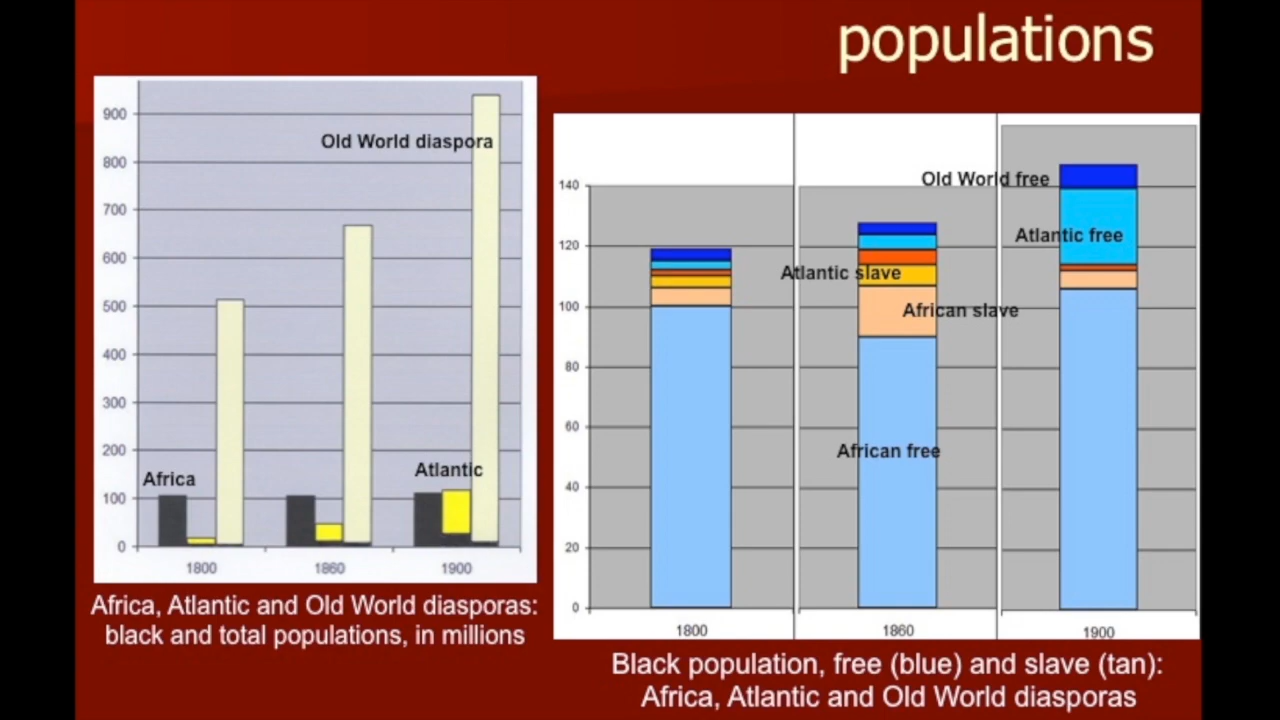 populations
900
800
700
600
500
400
300
200
100
0
Old World diaspora
Africa
Atlantic
1800 1860 1900
Africa, Atlantic and Old World diasporas:
black and total populations, in millions
140
120
100
80
60
40
20
0
Old World free
Atlantic free
Atlantic slave
African slave
African free
1800 1860 1900
Black population, free (blue) and slave (tan):
Africa, Atlantic and Old World diasporas